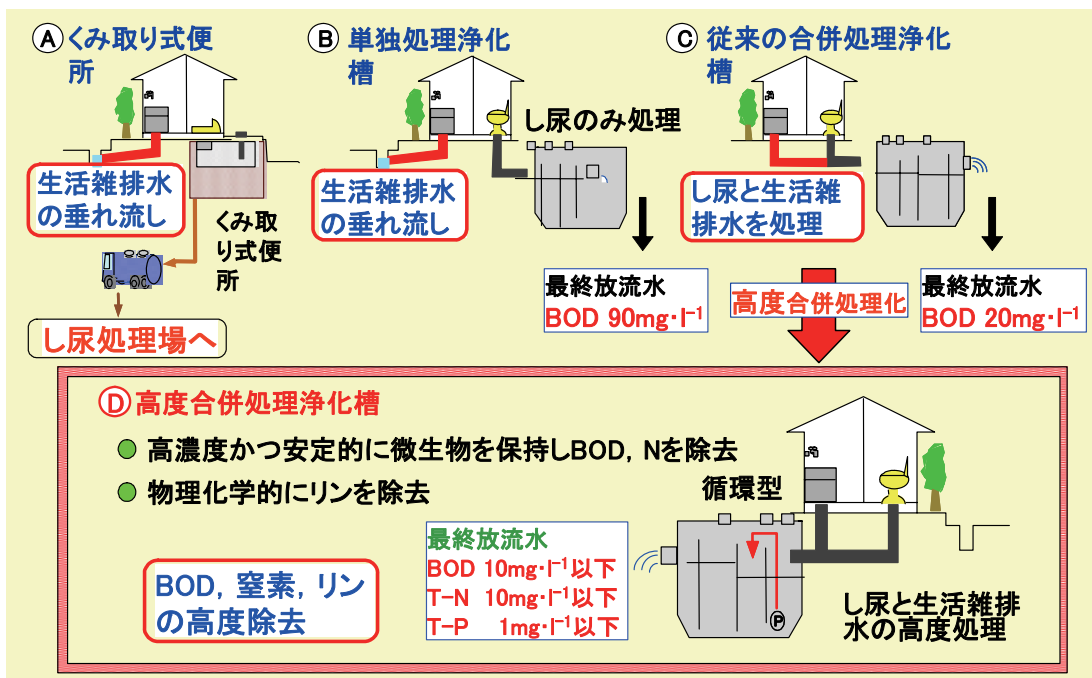 Ⓐ くみ取り式便
所
生活雑排水
の垂れ流し
くみ取
り式便
所
し尿処理場へ
Ⓑ 単独処理浄化
槽
し尿のみ処理
生活雑排水
の垂れ流し
最終放流水
BOD 90mg・l⁻¹
Ⓒ 従来の合併処理浄化
槽
し尿と生活雑
排水を処理
最終放流水
BOD 20mg・l⁻¹
高度合併処理化
Ⓓ 高度合併処理浄化槽
● 高濃度かつ安定的に微生物を保持しBOD, Nを除去
● 物理化学的にリンを除去
循環型
BOD, 窒素, リン
の高度除去
最終放流水
BOD 10mg・l⁻¹以下
T-N 10mg・l⁻¹以下
T-P 1mg・l⁻¹以下
P
し尿と生活雑排
水の高度処理